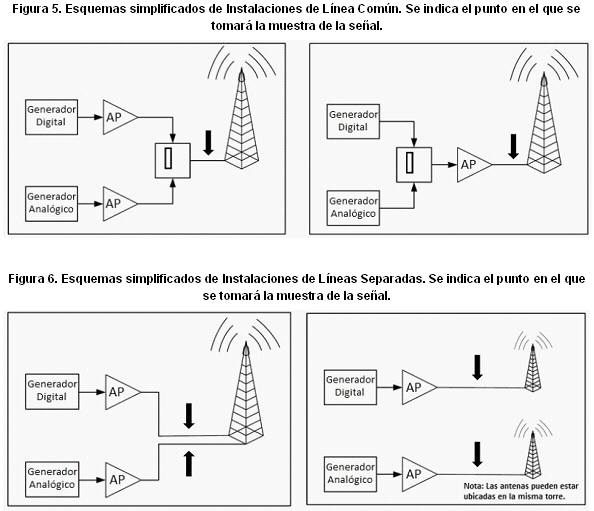 Figura 5. Esquemas simplificados de Instalaciones de Línea Común. Se indica el punto en el que se
tomará la muestra de la señal.
Generador
Digital
AP
Generador
Analógico
AP
Generador
Digital
Generador
Analógico
AP
Figura 6. Esquemas simplificados de Instalaciones de Líneas Separadas. Se indica el punto en el que
se tomará la muestra de la señal.
Generador
Digital
AP
Generador
Analógico
AP
Generador
Digital
AP
Generador
Analógico
AP
Nota: Las antenas pueden estar
ubicadas en la misma torre.